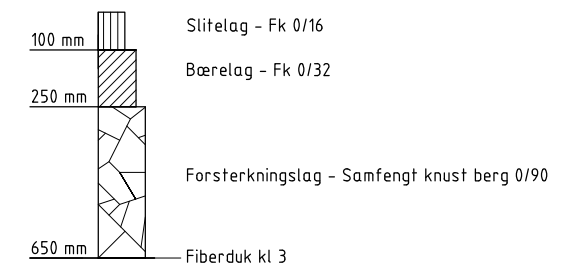 Slitelag - Fk 0/16
100 mm
Bærelag - Fk 0/32
250 mm
Forsterkningslag - Samfengt knust berg 0/90
650 mm
Fiberduk kl 3